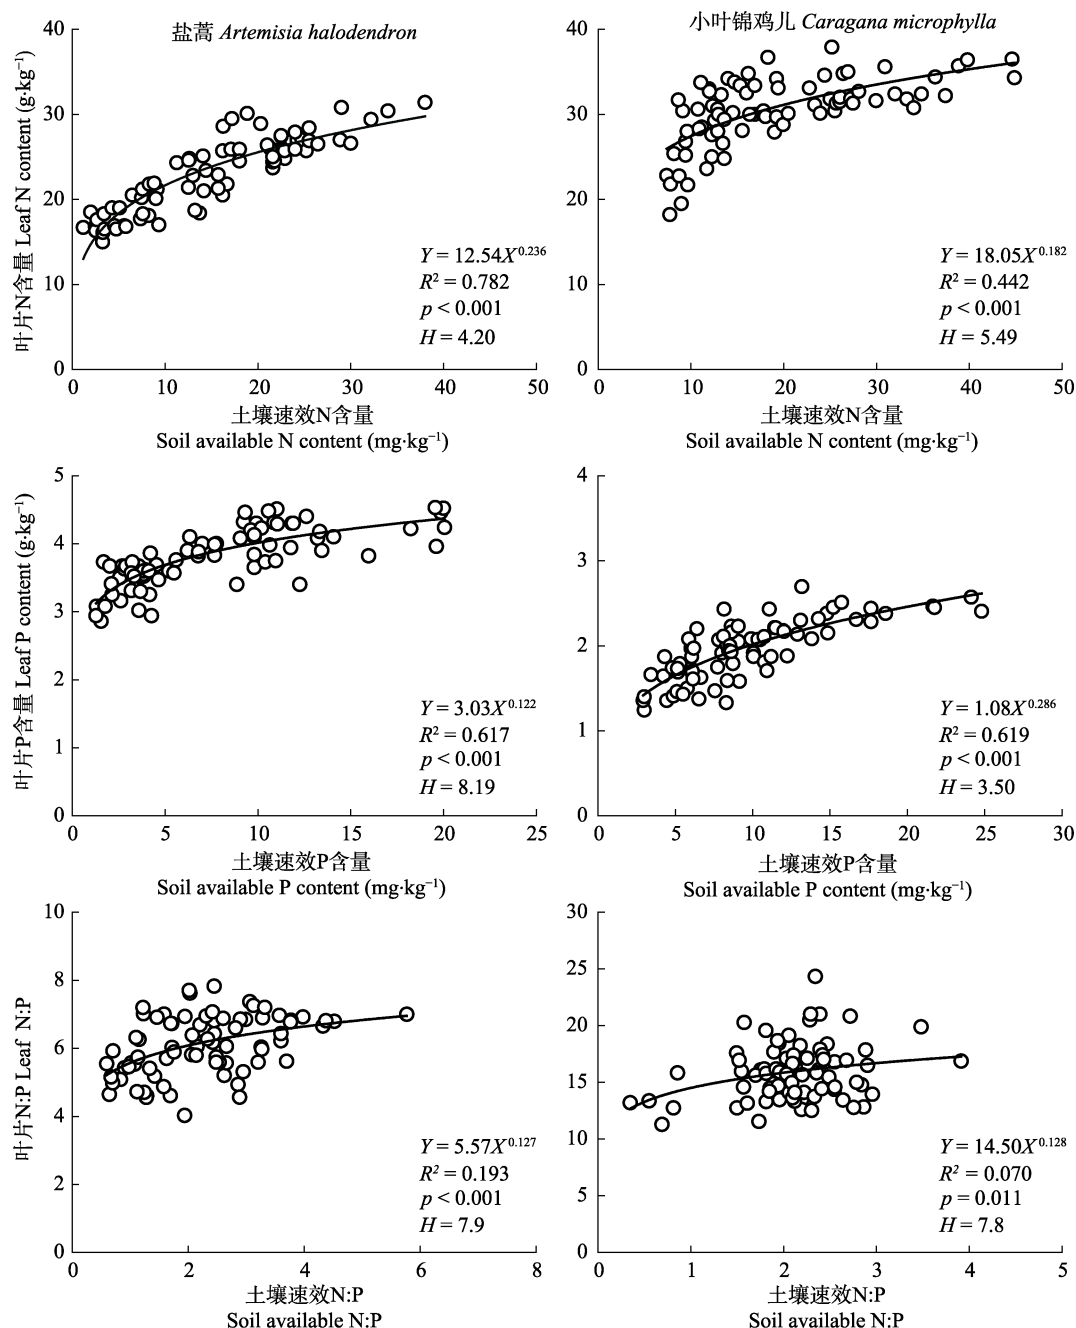 盐蒿 Artemisia halodendron
40
30
20
10
0
叶片N含量 Leaf N content (g·kg⁻¹)
Y = 12.54X^0.236
R² = 0.782
p < 0.001
H = 4.20
0 10 20 30 40 50
土壤速效N含量
Soil available N content (mg·kg⁻¹)
小叶锦鸡儿 Caragana microphylla
40
30
20
10
0
Y = 18.05X^0.182
R² = 0.442
p < 0.001
H = 5.49
0 10 20 30 40 50
土壤速效N含量
Soil available N content (mg·kg⁻¹)
5
4
3
2
1
0
叶片P含量 Leaf P content (g·kg⁻¹)
Y = 3.03X^0.122
R² = 0.617
p < 0.001
H = 8.19
0 5 10 15 20 25
土壤速效P含量
Soil available P content (mg·kg⁻¹)
4
3
2
1
0
Y = 1.08X^0.286
R² = 0.619
p < 0.001
H = 3.50
0 5 10 15 20 25 30
土壤速效P含量
Soil available P content (mg·kg⁻¹)
10
8
6
4
2
0
叶片N:P Leaf N:P
Y = 5.57X^0.127
R² = 0.193
p < 0.001
H = 7.9
0 2 4 6 8
土壤速效N:P
Soil available N:P
30
25
20
15
10
5
0
Y = 14.50X^0.128
R² = 0.070
p = 0.011
H = 7.8
0 1 2 3 4 5
土壤速效N:P
Soil available N:P